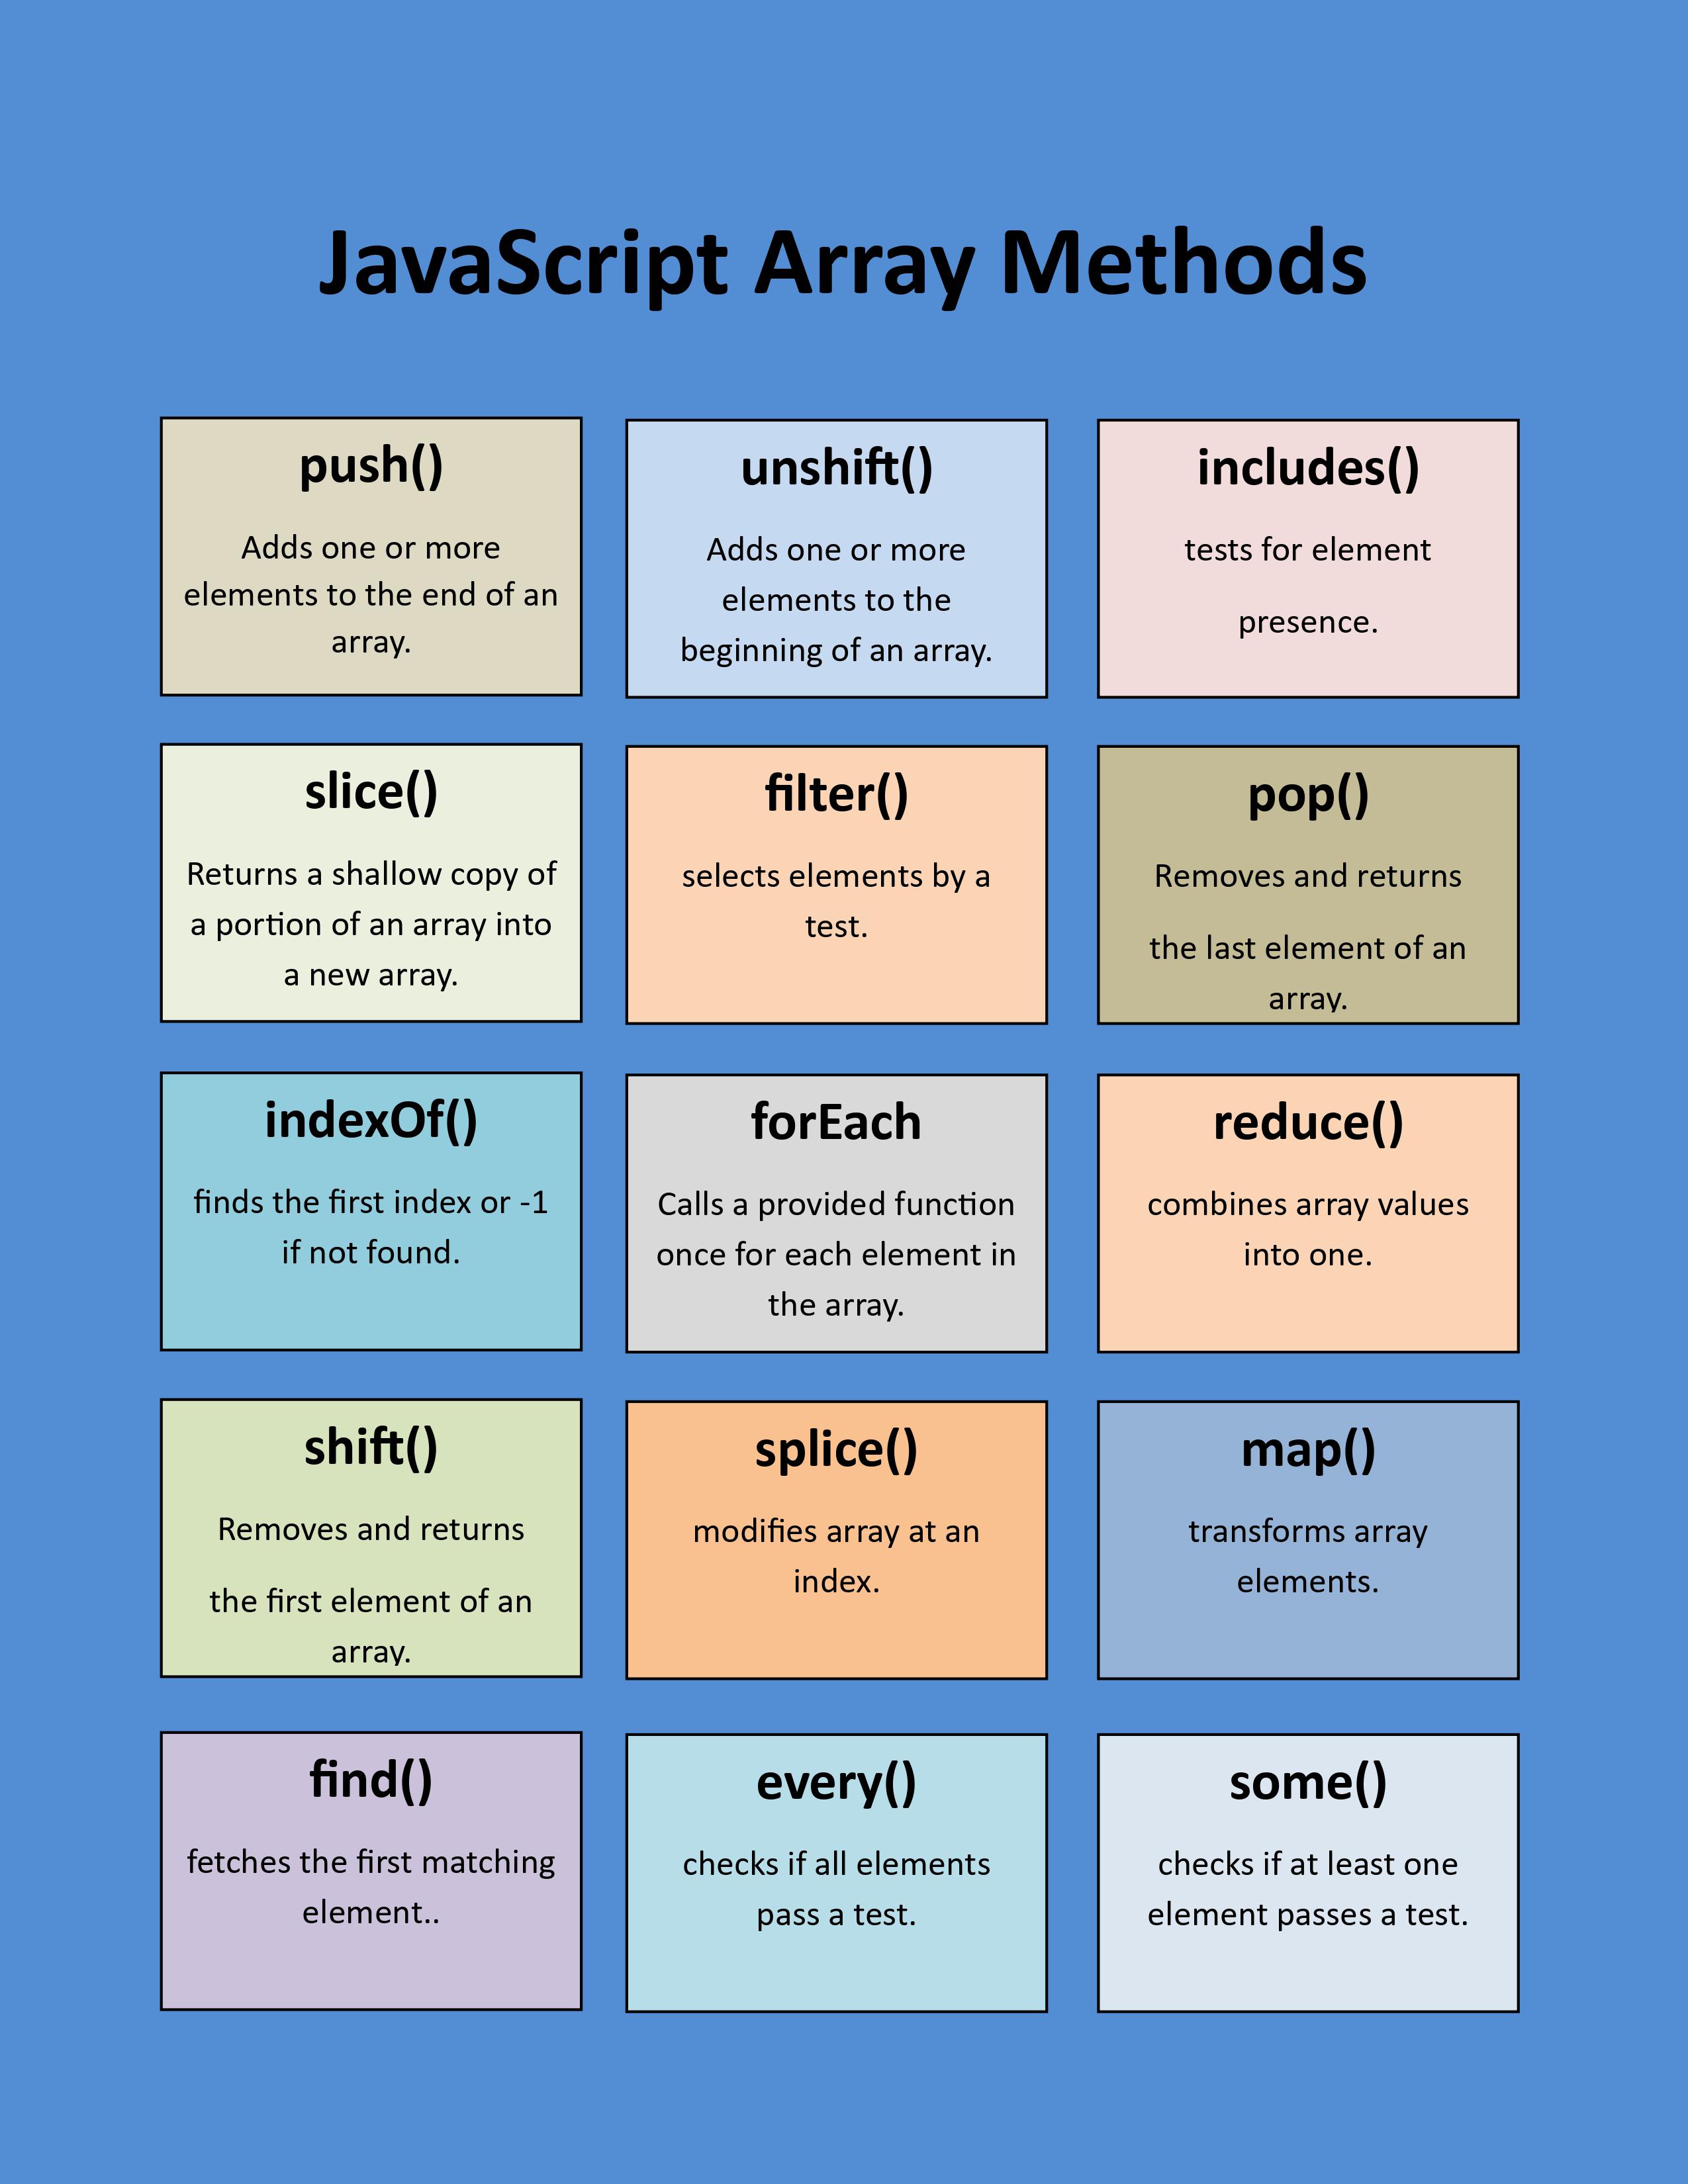 JavaScript Array Methods
push()
Adds one or more
elements to the end of an
array.
unshift()
Adds one or more
elements to the
beginning of an array.
includes()
tests for element
presence.
slice()
Returns a shallow copy of
a portion of an array into
a new array.
filter()
selects elements by a
test.
pop()
Removes and returns
the last element of an
array.
indexOf()
finds the first index or -1
if not found.
forEach
Calls a provided function
once for each element in
the array.
reduce()
combines array values
into one.
shift()
Removes and returns
the first element of an
array.
splice()
modifies array at an
index.
map()
transforms array
elements.
find()
fetches the first matching
element..
every()
checks if all elements
pass a test.
some()
checks if at least one
element passes a test.